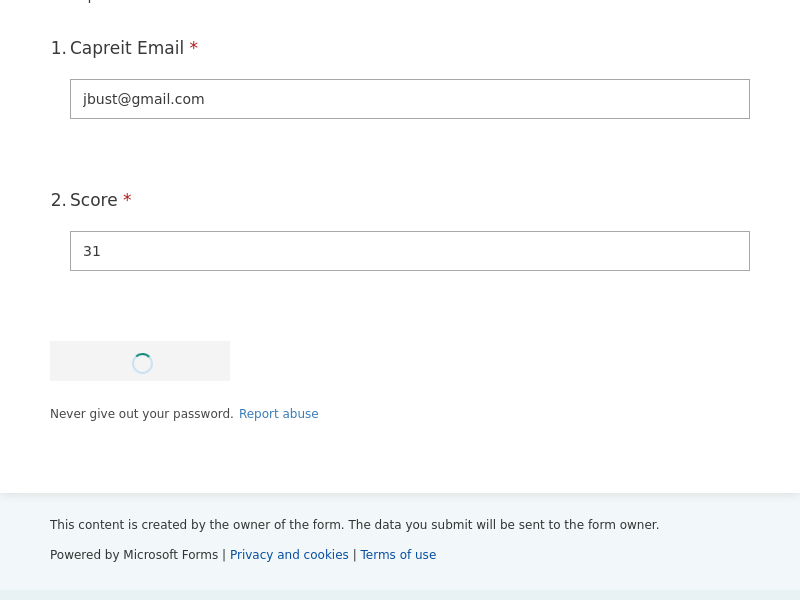 1. Capreit Email *
jbust@gmail.com
2. Score *
31
Never give out your password. Report abuse
This content is created by the owner of the form. The data you submit will be sent to the form owner.
Powered by Microsoft Forms | Privacy and cookies | Terms of use